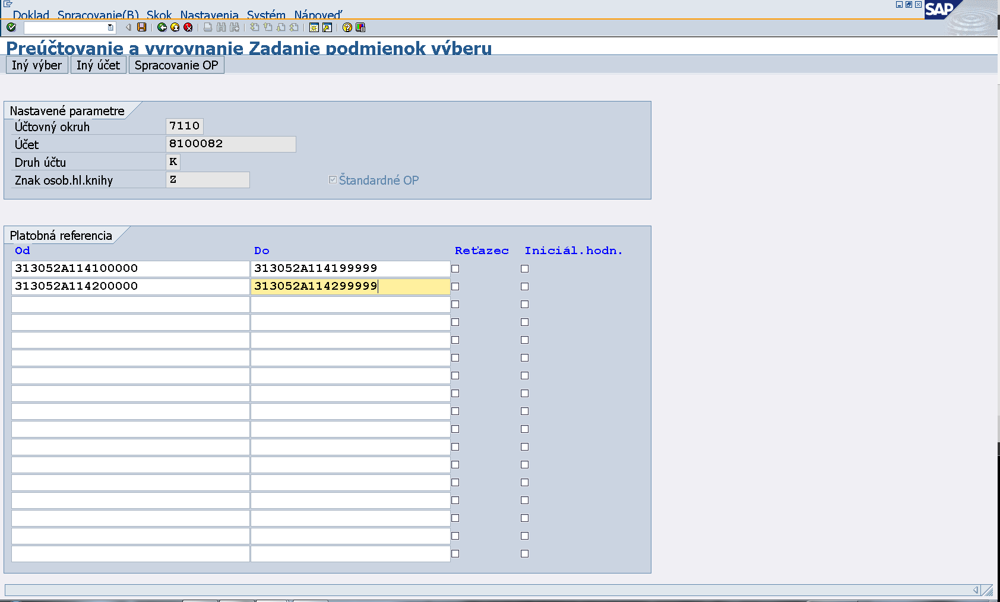 Doklad Spracovanie(B) Skok Nastavenia Systém Nápoveď
SAP
Preúčtovanie a vyrovnanie Zadanie podmienok výberu
Iný výber Iný účet Spracovanie OP
Nastavené parametre
Účtovný okruh 7110
Účet 8100082
Druh účtu K
Znak osob.hl.knihy Z Štandardné OP
Platobná referencia
Od Do Reťazec Iniciál.hodn.
313052A114100000 313052A114199999
313052A114200000 313052A114299999